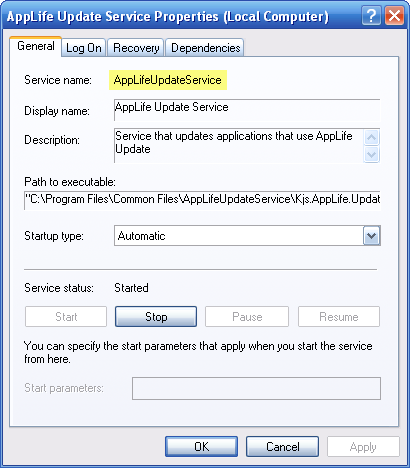 AppLife Update Service Properties (Local Computer)
General Log On Recovery Dependencies
Service name: AppLifeUpdateService
Display name: AppLife Update Service
Description: Service that updates applications that use AppLife
Update
Path to executable:
"C:\Program Files\Common Files\AppLifeUpdateService\Kjs.AppLife.Updat
Startup type: Automatic
Service status: Started
Start Stop Pause Resume
You can specify the start parameters that apply when you start the service
from here.
Start parameters:
OK Cancel Apply